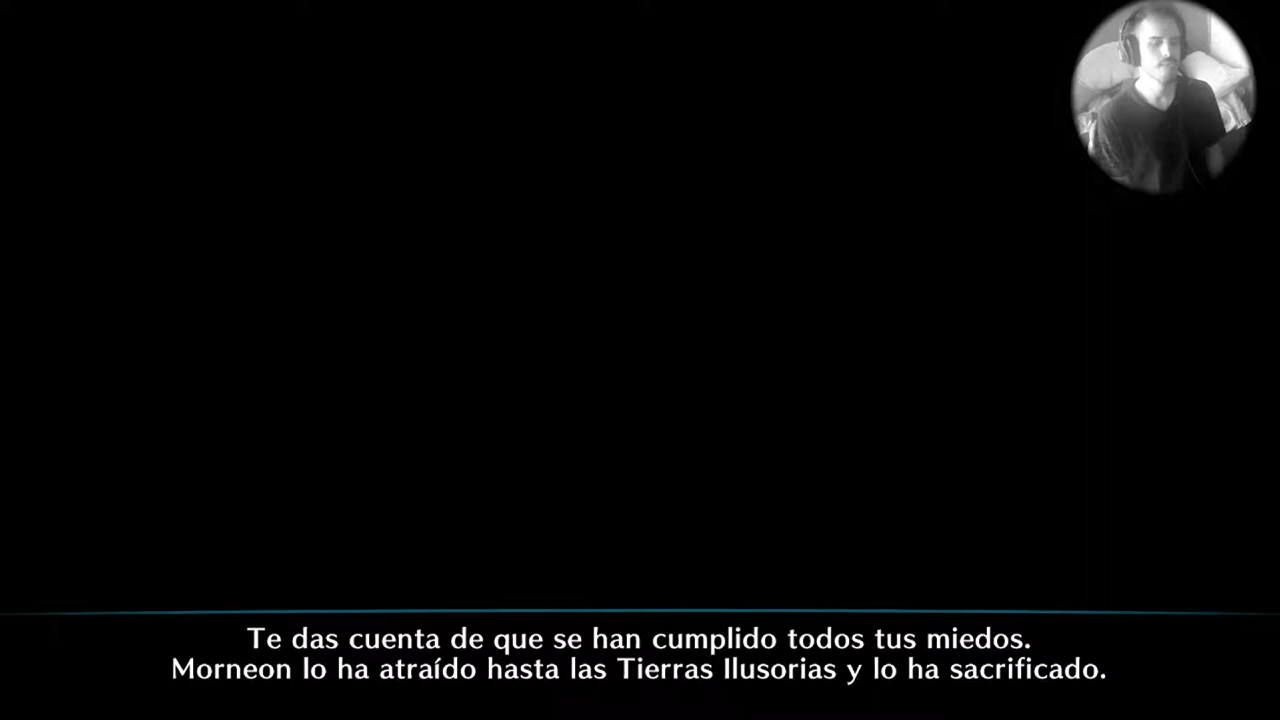 Te das cuenta de que se han cumplido todos tus miedos.
Morneon lo ha atraído hasta las Tierras Ilusorias y lo ha sacrificado.